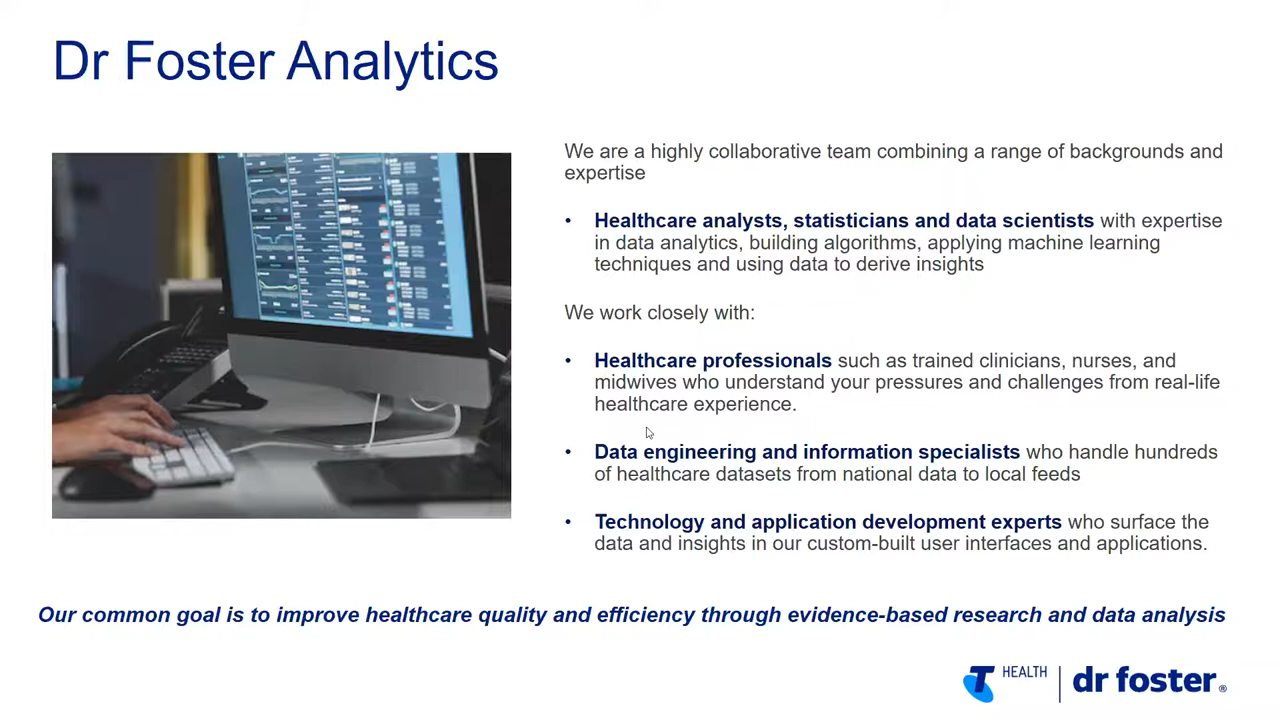 Dr Foster Analytics
We are a highly collaborative team combining a range of backgrounds and
expertise
• Healthcare analysts, statisticians and data scientists with expertise
in data analytics, building algorithms, applying machine learning
techniques and using data to derive insights
We work closely with:
• Healthcare professionals such as trained clinicians, nurses, and
midwives who understand your pressures and challenges from real-life
healthcare experience.
• Data engineering and information specialists who handle hundreds
of healthcare datasets from national data to local feeds
• Technology and application development experts who surface the
data and insights in our custom-built user interfaces and applications.
Our common goal is to improve healthcare quality and efficiency through evidence-based research and data analysis
T HEALTH | dr foster®